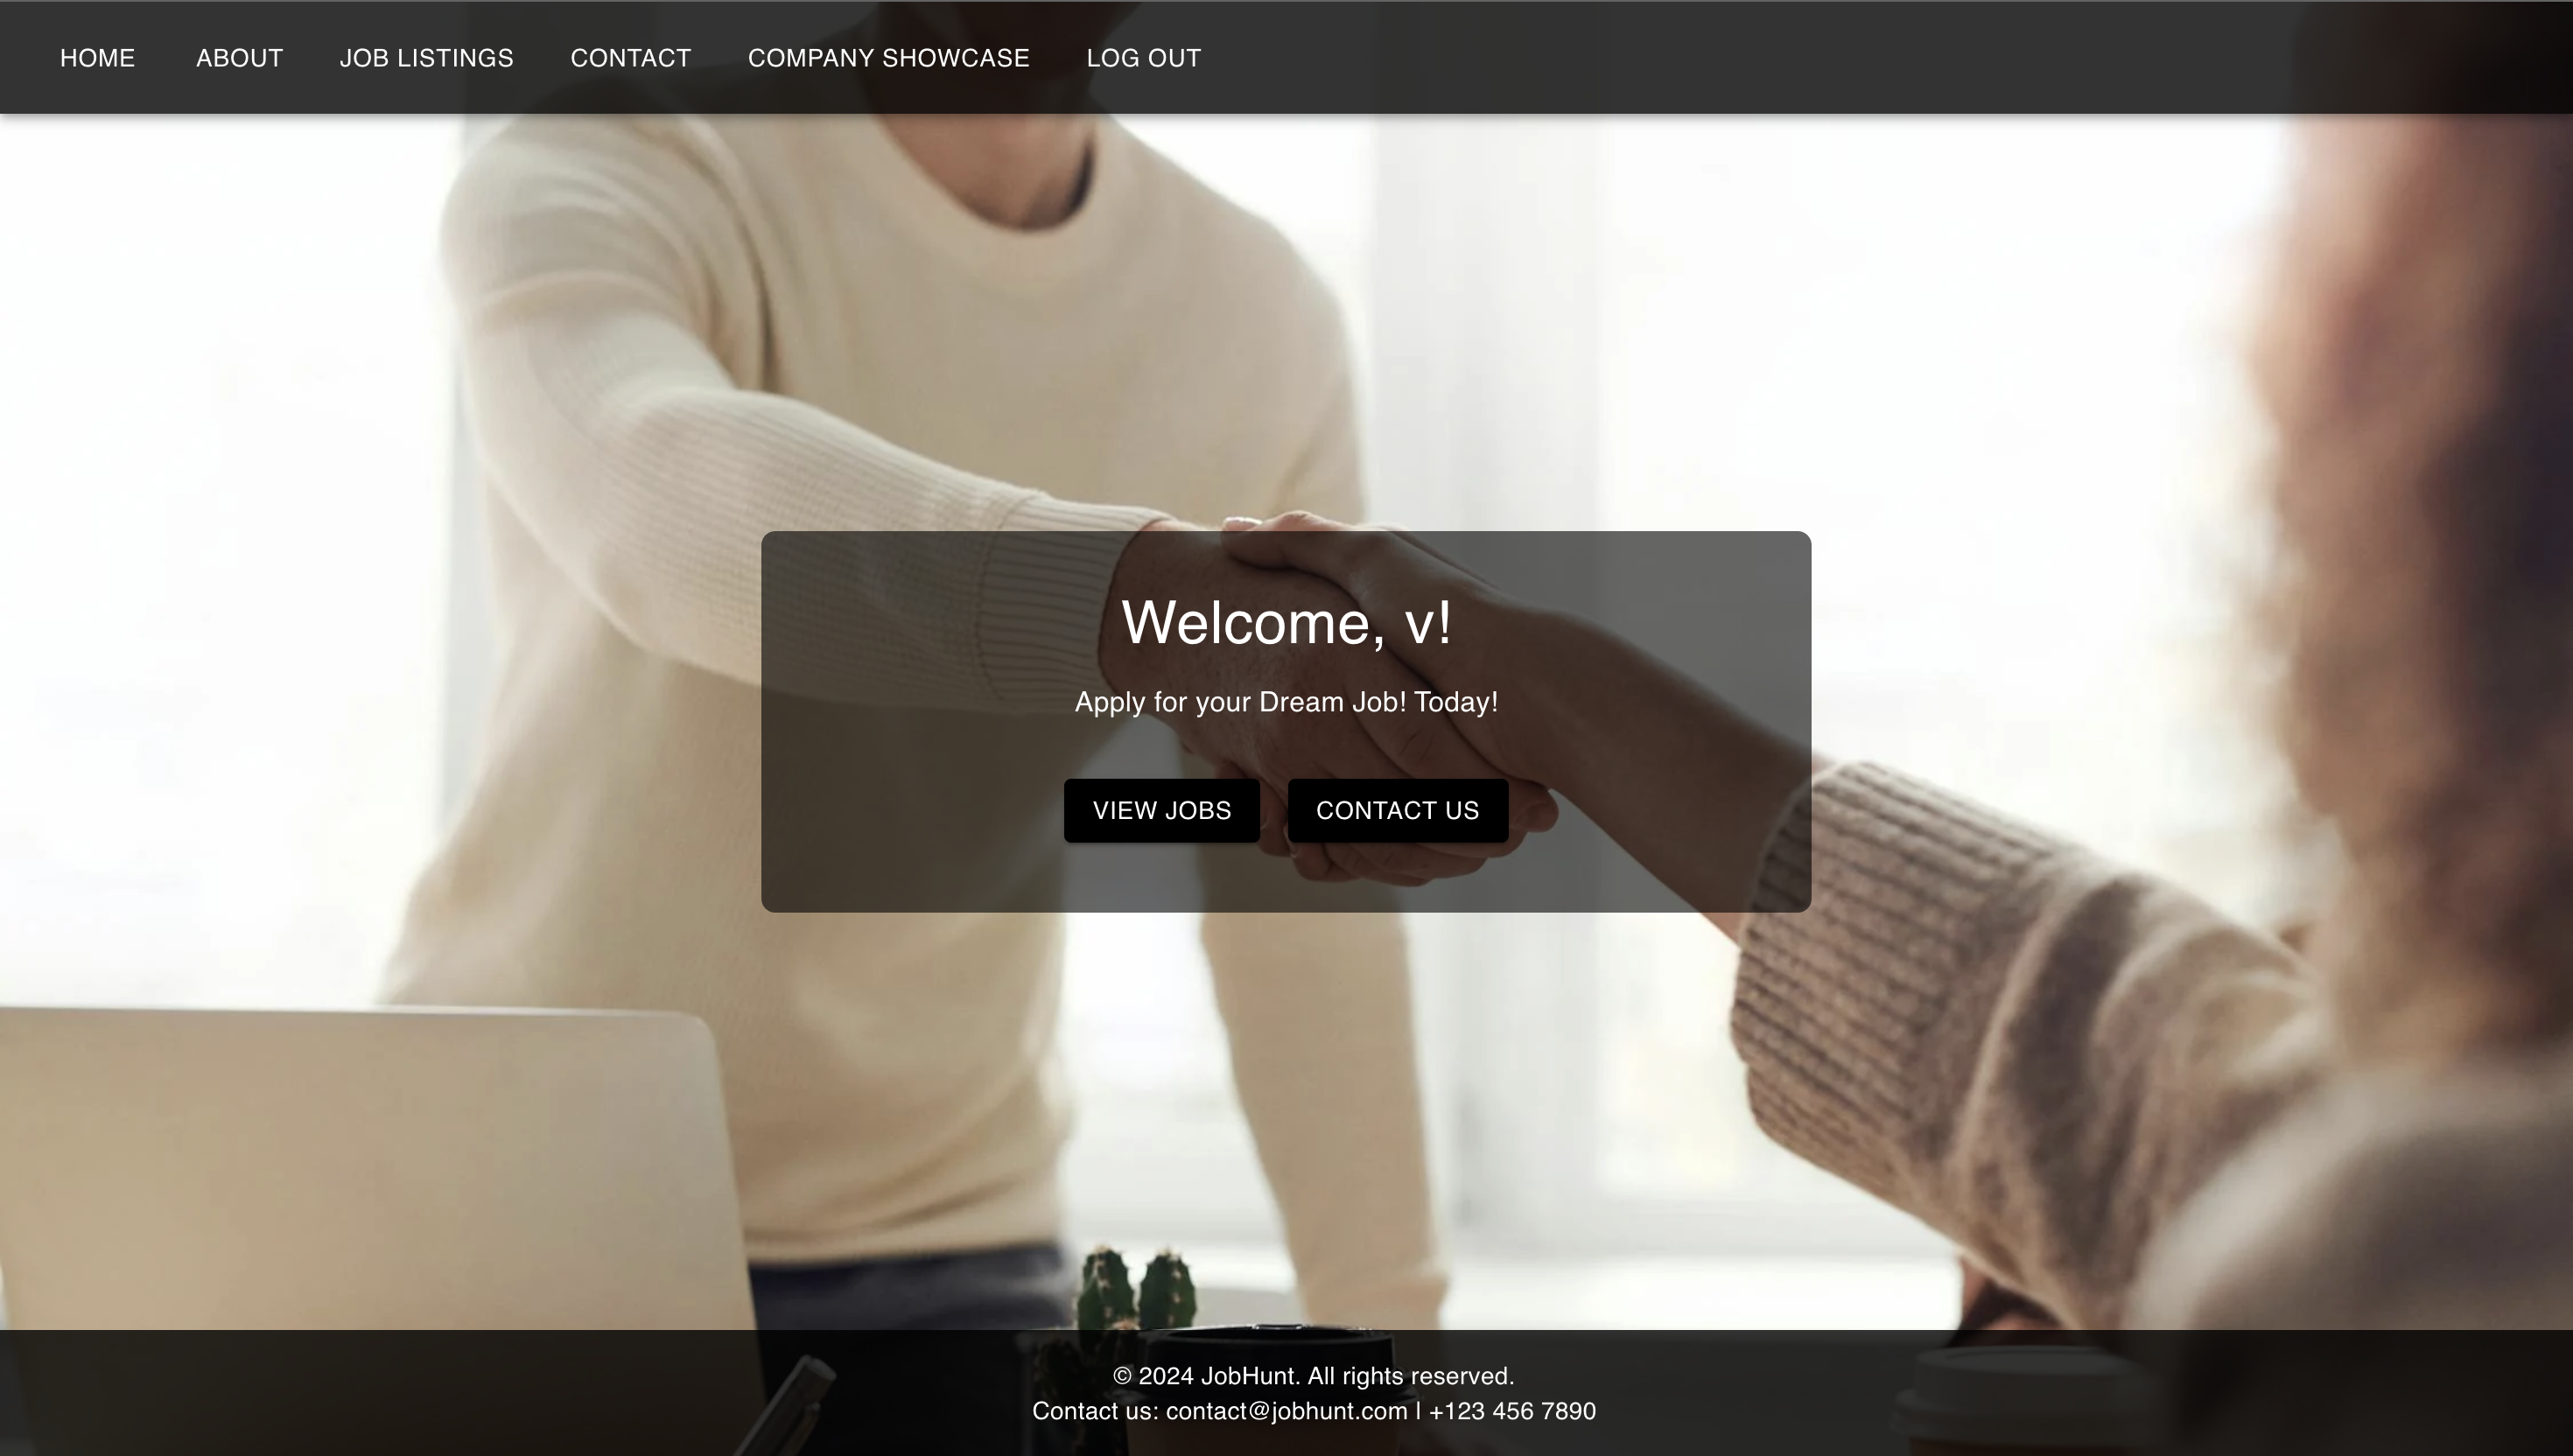 HOME ABOUT JOB LISTINGS CONTACT COMPANY SHOWCASE LOG OUT
Welcome, v!
Apply for your Dream Job! Today!
VIEW JOBS CONTACT US
© 2024 JobHunt. All rights reserved.
Contact us: contact@jobhunt.com | +123 456 7890